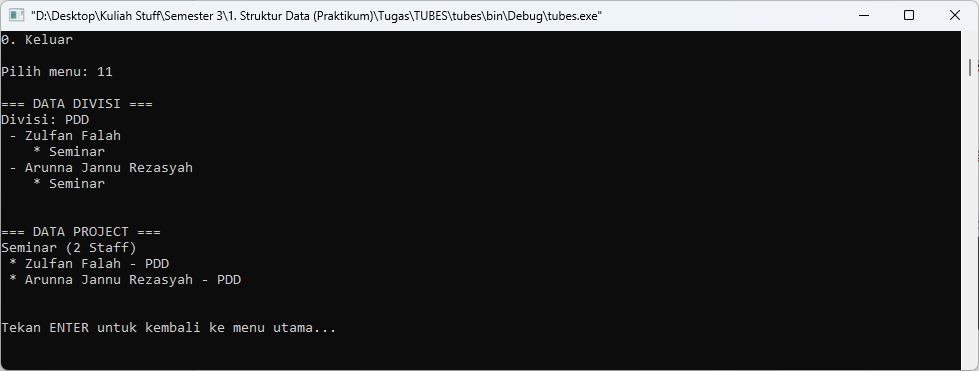 "D:\Desktop\Kuliah Stuff\Semester 3\1. Struktur Data (Praktikum)\Tugas\TUBES\tubes\bin\Debug\tubes.exe"
0. Keluar
Pilih menu: 11
=== DATA DIVISI ===
Divisi: PDD
- Zulfan Falah
* Seminar
- Arunna Jannu Rezasyah
* Seminar
=== DATA PROJECT ===
Seminar (2 Staff)
* Zulfan Falah - PDD
* Arunna Jannu Rezasyah - PDD
Tekan ENTER untuk kembali ke menu utama...